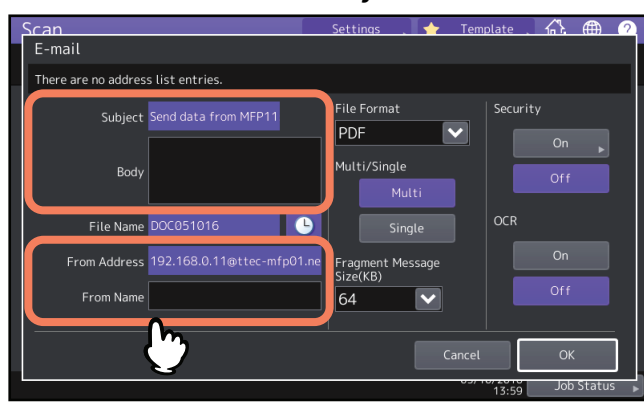 Scan
Settings
Template
E-mail
There are no address list entries.
Subject
Send data from MFP11
Body
File Name
DOC051016
From Address
192.168.0.11@ttec-mfp01.ne
From Name
File Format
PDF
Multi/Single
Multi
Single
Fragment Message
Size(KB)
64
Security
On
Off
OCR
On
Off
Cancel
OK
13:59
Job Status